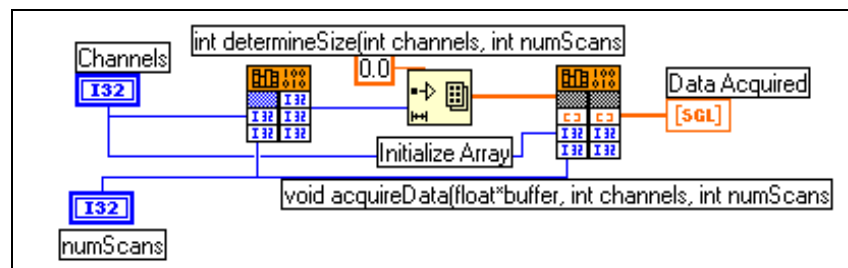 int determineSize(int channels, int numScans
Channels
I32
0.0
I32
I32 I32
I32 I32
Data Acquired
[SGL]
I32 I32
I32 I32
Initialize Array
void acquireData(float*buffer, int channels, int numScans
I32
numScans